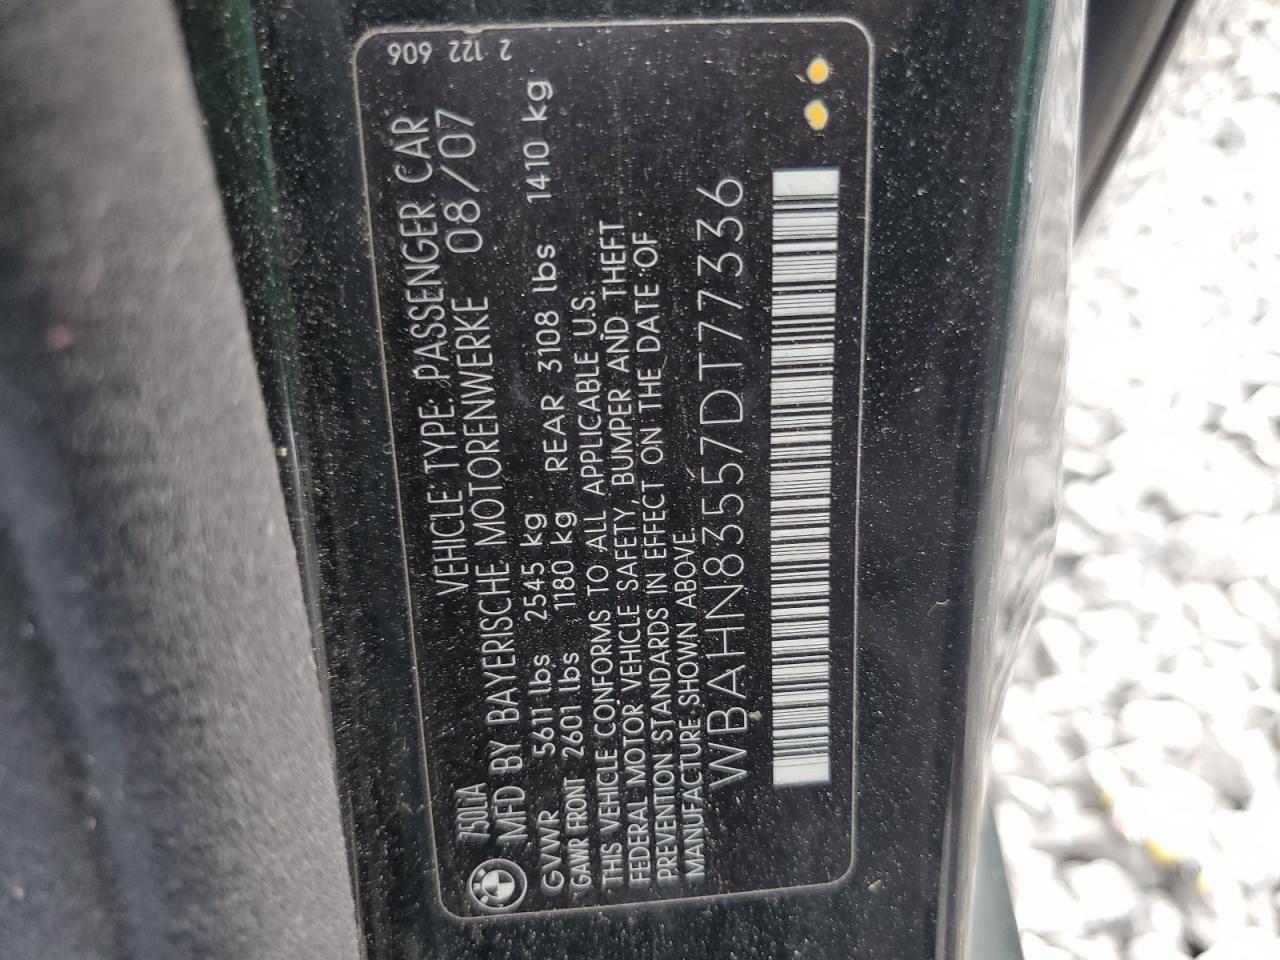 2 122 606
750LiA VEHICLE TYPE: PASSENGER CAR
MFD BY BAYERISCHE MOTORENWERKE 08/07
GVWR 5611 lbs 2545 kg
GAWR FRONT 2601 lbs 1180 kg REAR 3108 lbs 1410 kg
THIS VEHICLE CONFORMS TO ALL APPLICABLE U.S.
FEDERAL MOTOR VEHICLE SAFETY, BUMPER AND THEFT
PREVENTION STANDARDS IN EFFECT ON THE DATE OF
MANUFACTURE SHOWN ABOVE.
WBAHN83557DT77336